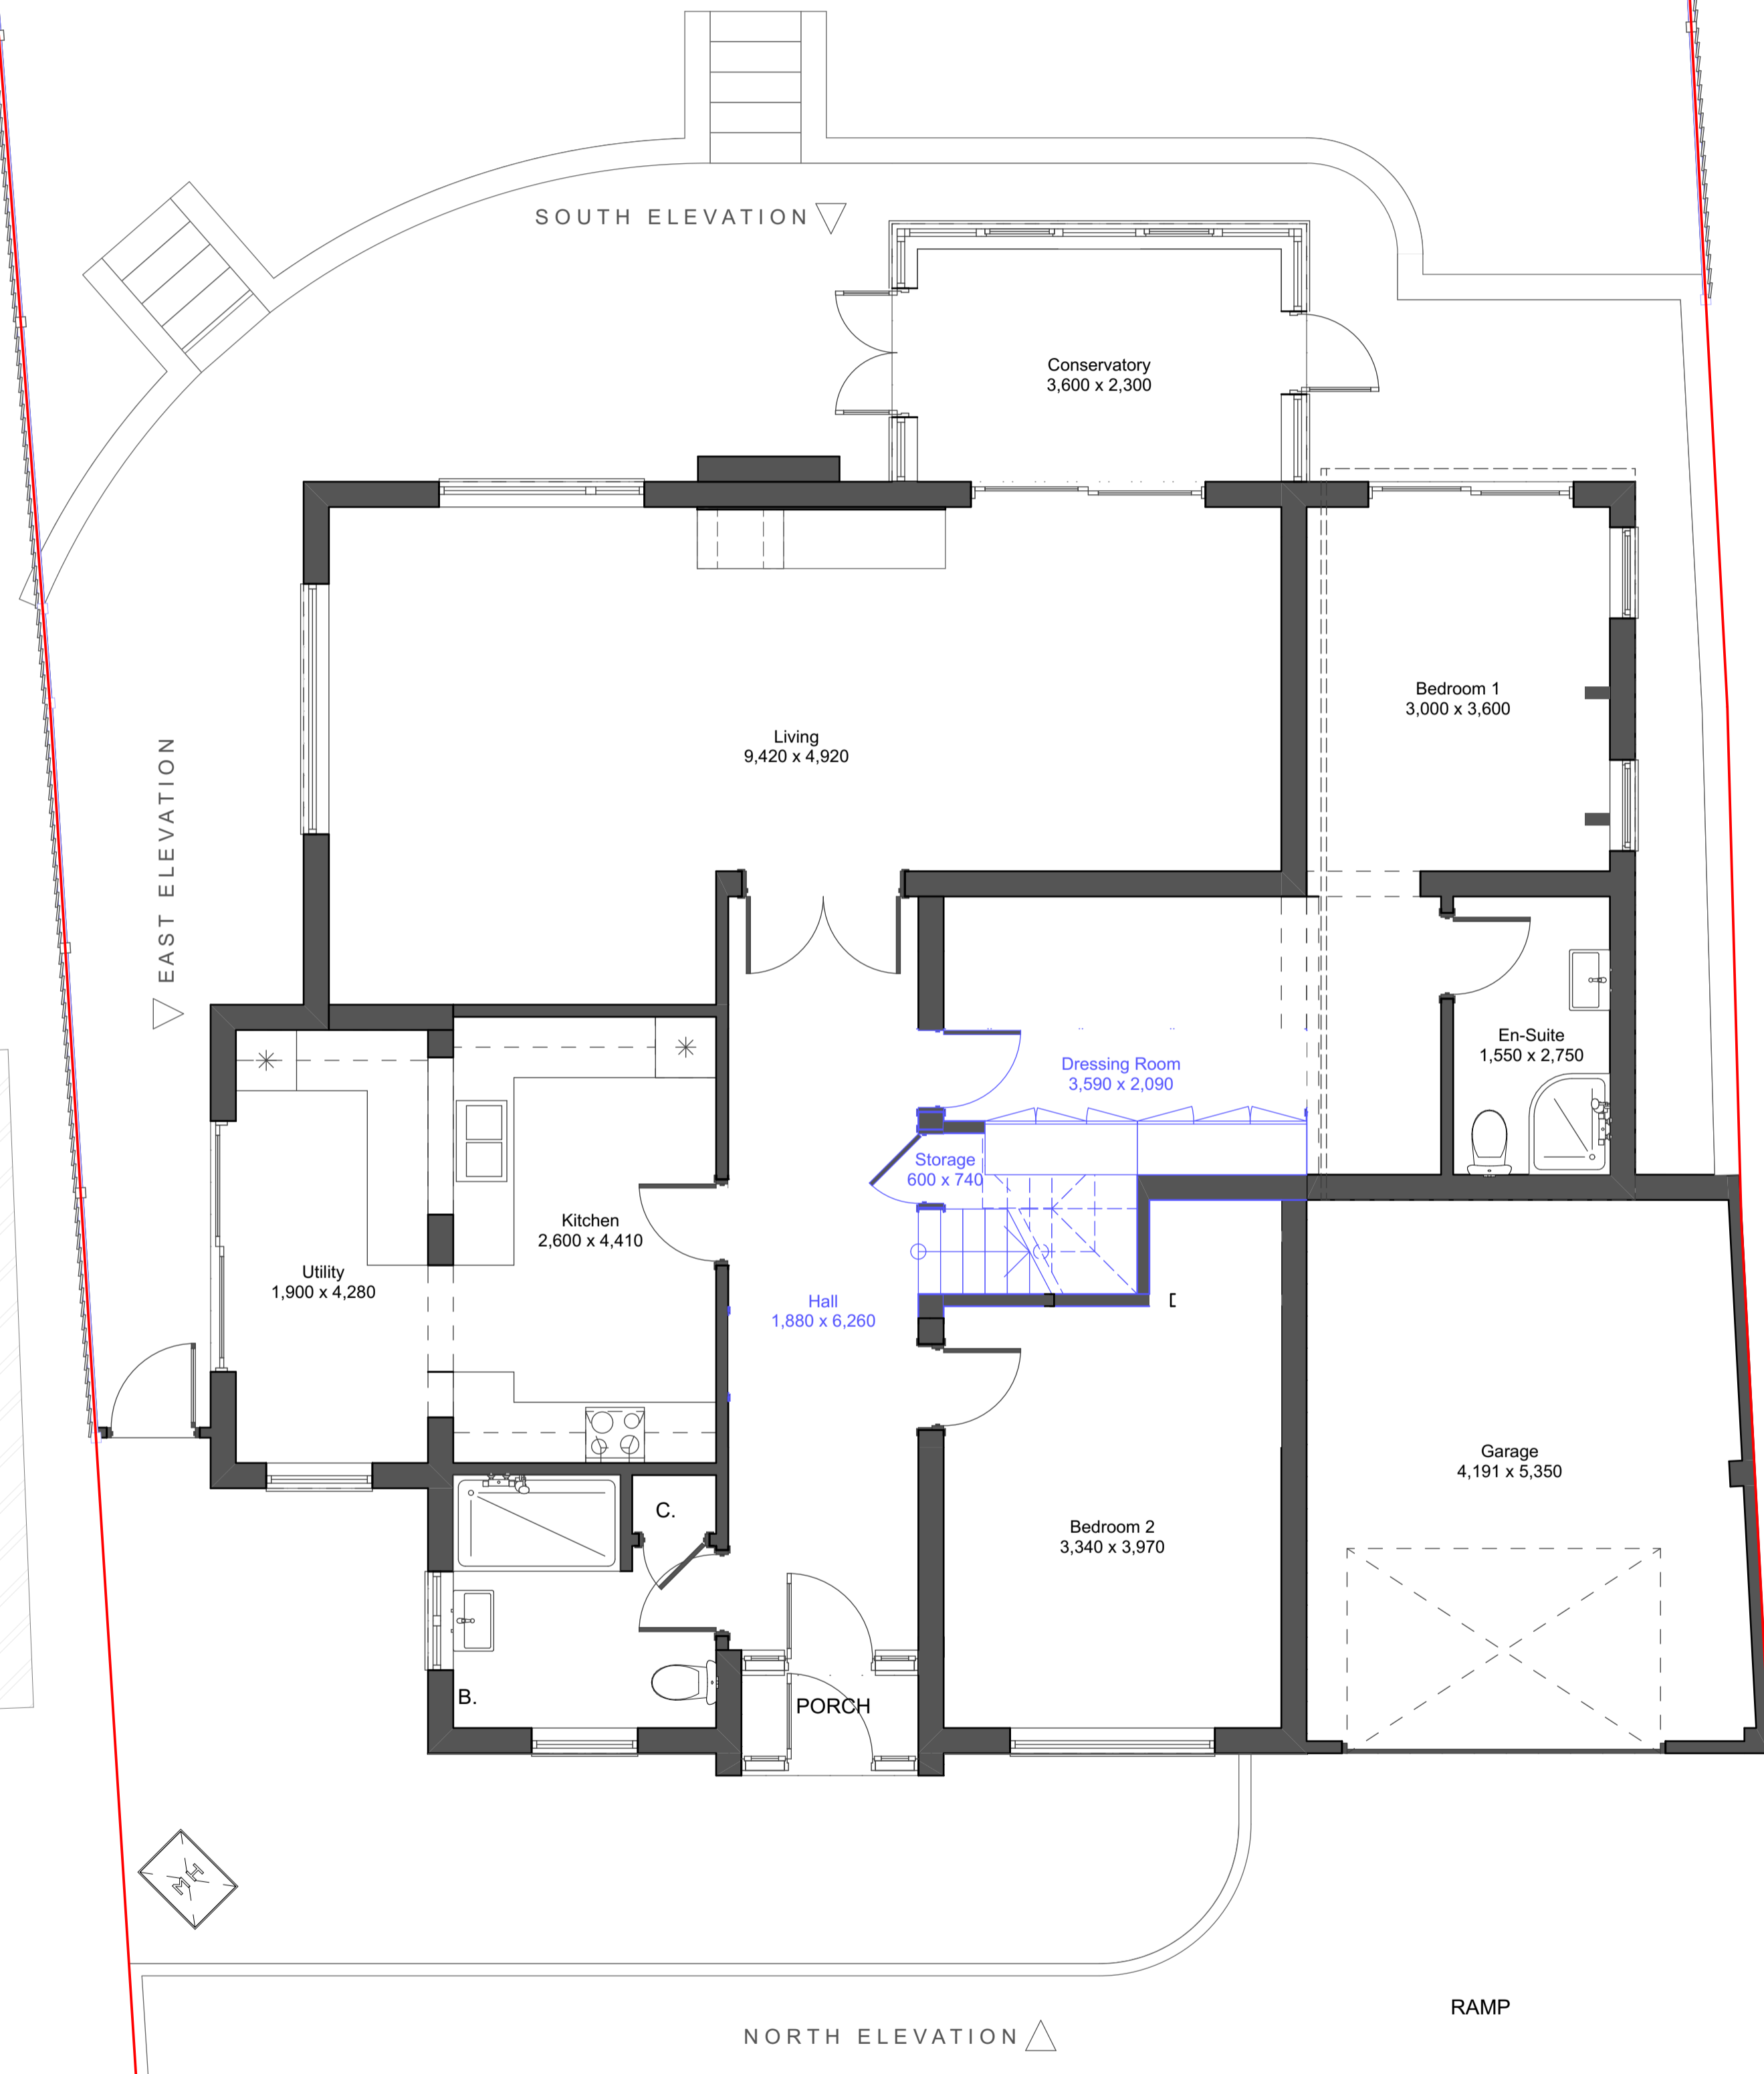 SOUTH ELEVATION
Conservatory
3,600 x 2,300
Bedroom 1
3,000 x 3,600
Living
9,420 x 4,920
EAST ELEVATION
En-Suite
1,550 x 2,750
Dressing Room
3,590 x 2,090
Storage
600 x 740
Kitchen
2,600 x 4,410
Utility
1,900 x 4,280
Hall
1,880 x 6,260
Garage
4,191 x 5,350
C.
Bedroom 2
3,340 x 3,970
B.
PORCH
MH
RAMP
NORTH ELEVATION